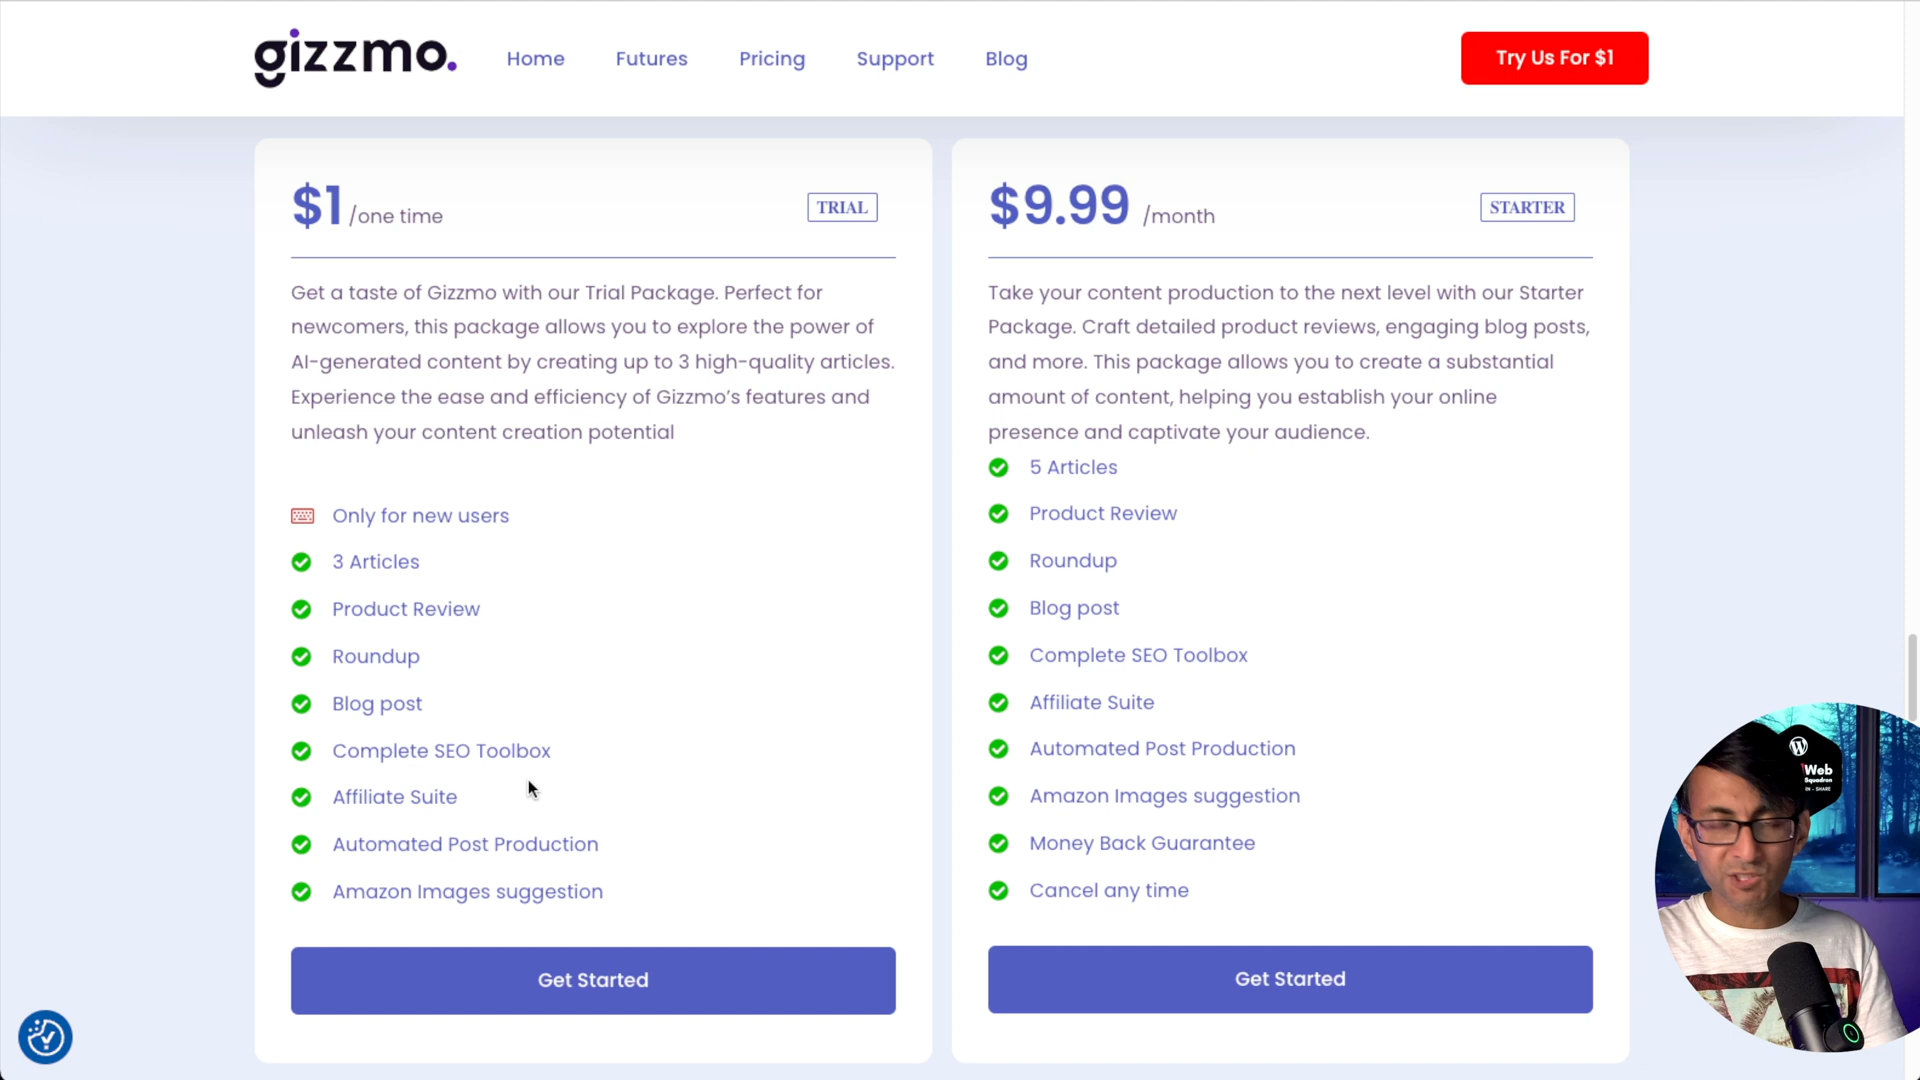 gizzmo.
Home
Futures
Pricing
Support
Blog
Try Us For $1
$1 /one time
TRIAL
Get a taste of Gizzmo with our Trial Package. Perfect for
newcomers, this package allows you to explore the power of
AI-generated content by creating up to 3 high-quality articles.
Experience the ease and efficiency of Gizzmo’s features and
unleash your content creation potential
Only for new users
3 Articles
Product Review
Roundup
Blog post
Complete SEO Toolbox
Affiliate Suite
Automated Post Production
Amazon Images suggestion
Get Started
$9.99 /month
STARTER
Take your content production to the next level with our Starter
Package. Craft detailed product reviews, engaging blog posts,
and more. This package allows you to create a substantial
amount of content, helping you establish your online
presence and captivate your audience.
5 Articles
Product Review
Roundup
Blog post
Complete SEO Toolbox
Affiliate Suite
Automated Post Production
Amazon Images suggestion
Money Back Guarantee
Cancel any time
Get Started
Web
Squadron